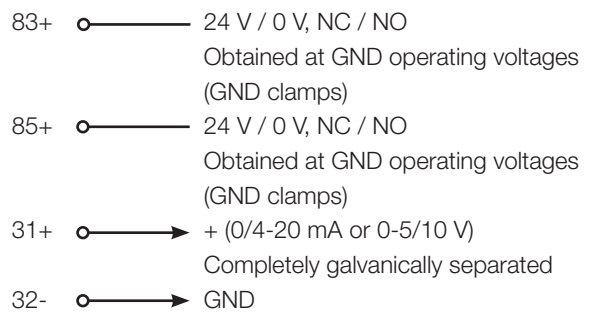 83+ 24 V / 0 V, NC / NO
Obtained at GND operating voltages
(GND clamps)
85+ 24 V / 0 V, NC / NO
Obtained at GND operating voltages
(GND clamps)
31+ + (0/4-20 mA or 0-5/10 V)
Completely galvanically separated
32- GND